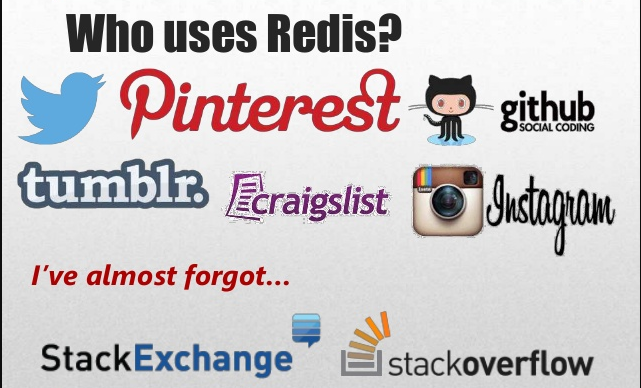 Who uses Redis?
Pinterest
github
SOCIAL CODING
tumblr.
craigslist
Instagram
I've almost forgot...
StackExchange
stackoverflow